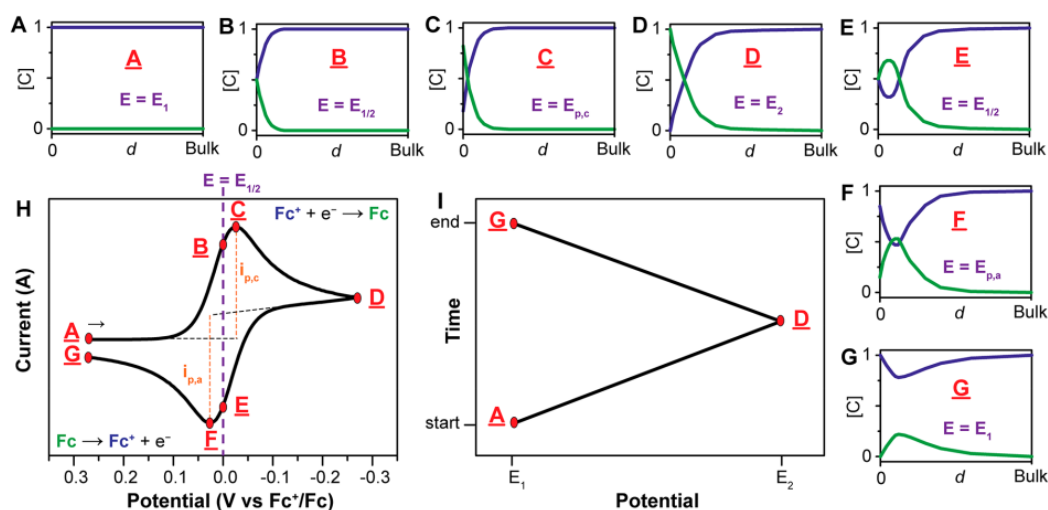 A
[C]
1
0
A
E = E₁
0
d
Bulk
B
[C]
1
0
B
E = E₁/₂
0
d
Bulk
C
[C]
1
0
C
E = Eₚ,c
0
d
Bulk
D
[C]
1
0
D
E = E₂
0
d
Bulk
E
[C]
1
0
E
E = E₁/₂
0
d
Bulk
H
E = E₁/₂
Fc⁺ + e⁻ → Fc
C
B
iₚ,c
D
A →
G
iₚ,a
E
F
Fc → Fc⁺ + e⁻
Current (A)
0.3 0.2 0.1 0.0 -0.1 -0.2 -0.3
Potential (V vs Fc⁺/Fc)
I
end
G
D
Time
start
A
E₁ E₂
Potential
F
[C]
1
0
F
E = Eₚ,a
0
d
Bulk
G
[C]
1
0
G
E = E₁
0
d
Bulk